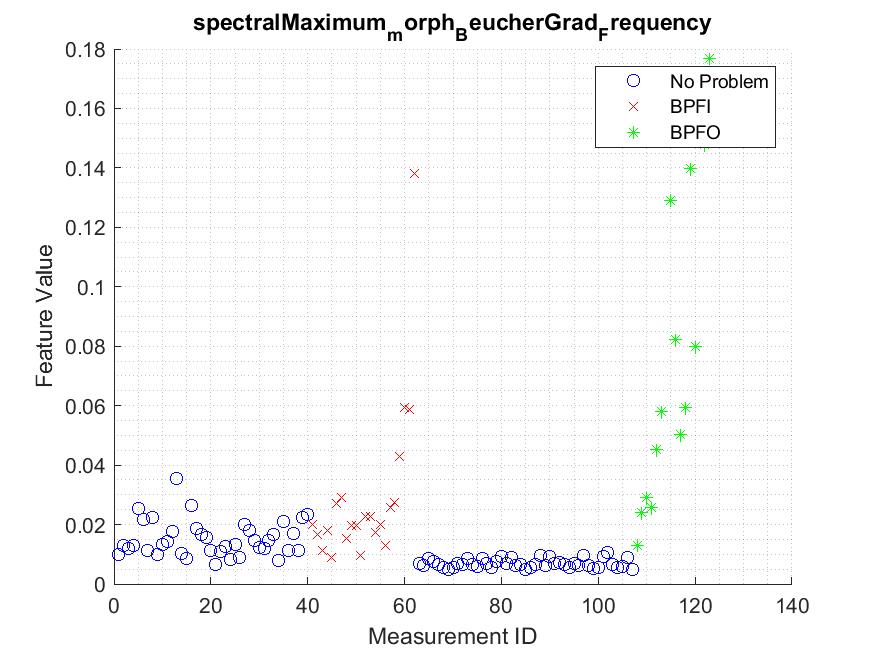 spectralMaximum_morph_BeucherGrad_Frequency
0.18
0.16
0.14
0.12
0.1
0.08
0.06
0.04
0.02
0
No Problem
BPFI
BPFO
Feature Value
0 20 40 60 80 100 120 140
Measurement ID